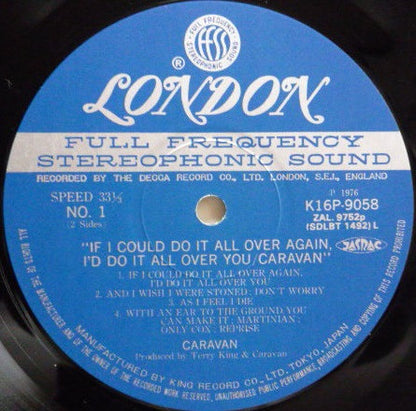 FULL FREQUENCY
ffss
STEREOPHONIC SOUND
®
LONDON
FULL FREQUENCY
STEREOPHONIC SOUND
RECORDED BY THE DECCA RECORD CO., LTD. LONDON, S.E.I., ENGLAND
SPEED 33⅓
NO. 1
(2 Sides)
P 1976
K16P-9058
ZAL. 9752p
(SDLBT 1492) L
"IF I COULD DO IT ALL OVER AGAIN,
I'D DO IT ALL OVER YOU/CARAVAN"
JASRAC
1. IF I COULD DO IT ALL OVER AGAIN,
I'D DO IT ALL OVER YOU
2. AND I WISH I WERE STONED; DON'T WORRY
3. AS I FEEL I DIE
4. WITH AN EAR TO THE GROUND YOU
CAN MAKE IT; MARTINIAN;
ONLY COX; REPRISE
CARAVAN
Produced by Terry King & Caravan
MANUFACTURED BY KING RECORD CO., LTD., TOKYO, JAPAN
ALL RIGHTS OF THE MANUFACTURER AND OF THE OWNER OF THE RECORDED WORK RESERVED. UNAUTHORISED PUBLIC PERFORMANCE, BROADCASTING AND COPYING OF THIS RECORD PROHIBITED